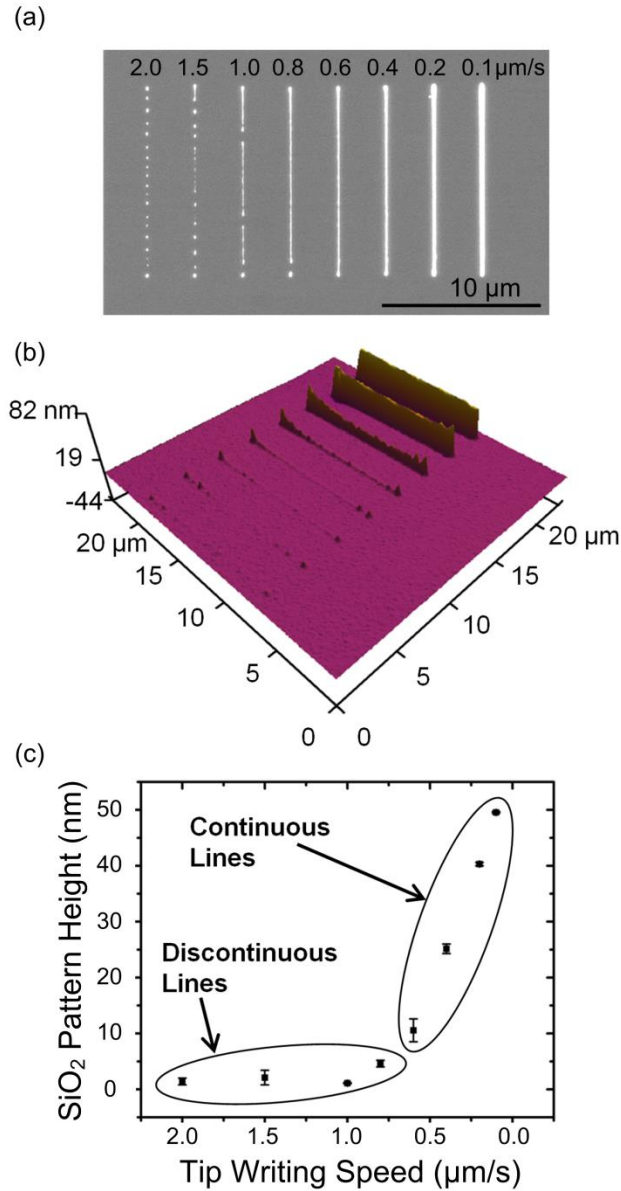 (a)
2.0 1.5 1.0 0.8 0.6 0.4 0.2 0.1μm/s
10 μm
(b)
82 nm
19
-44
20 μm
15
10
5
0
0
5
10
15
20 μm
(c)
SiO₂ Pattern Height (nm)
50
40
30
20
10
0
Continuous
Lines
Discontinuous
Lines
2.0 1.5 1.0 0.5 0.0
Tip Writing Speed (μm/s)